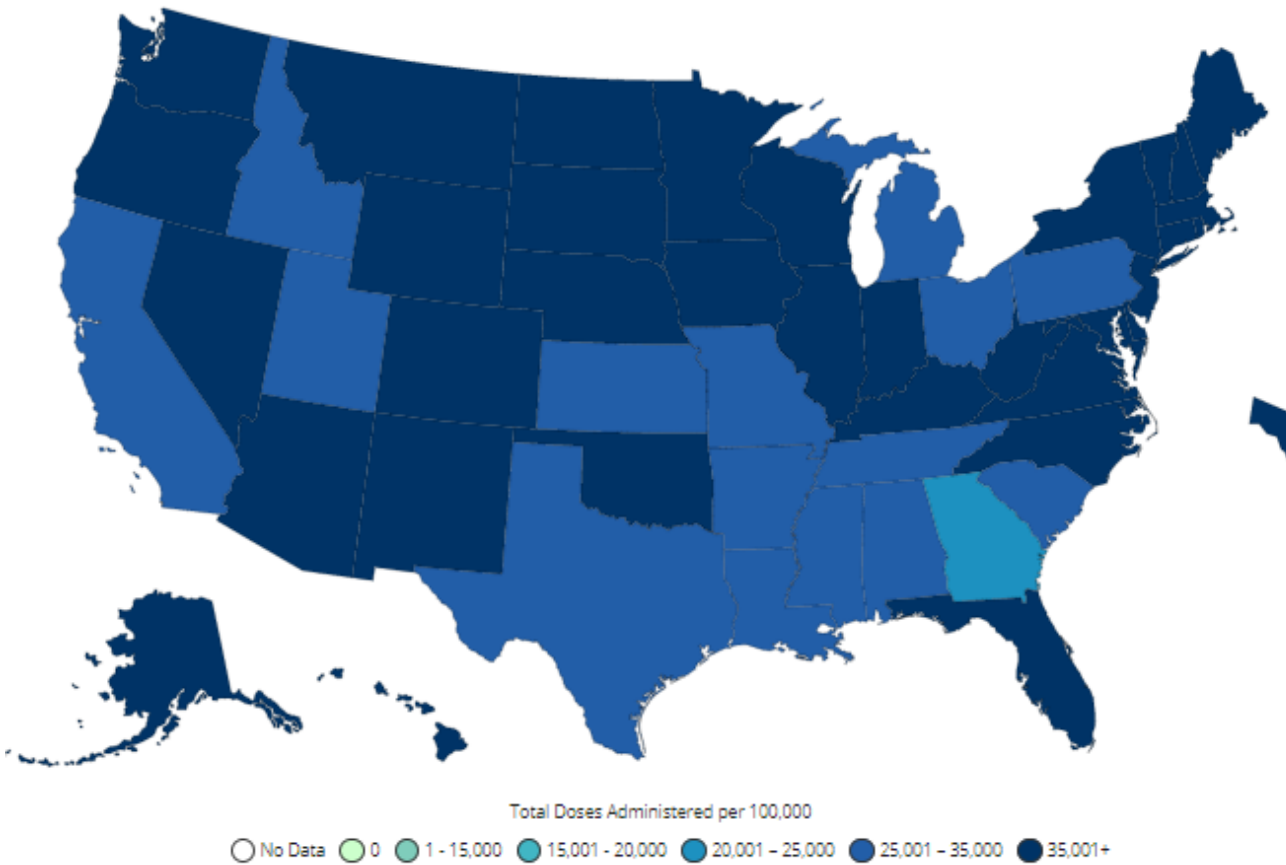 Total Doses Administered per 100,000
No Data 0 1 - 15,000 15,001 - 20,000 20,001 – 25,000 25,001 – 35,000 35,001+